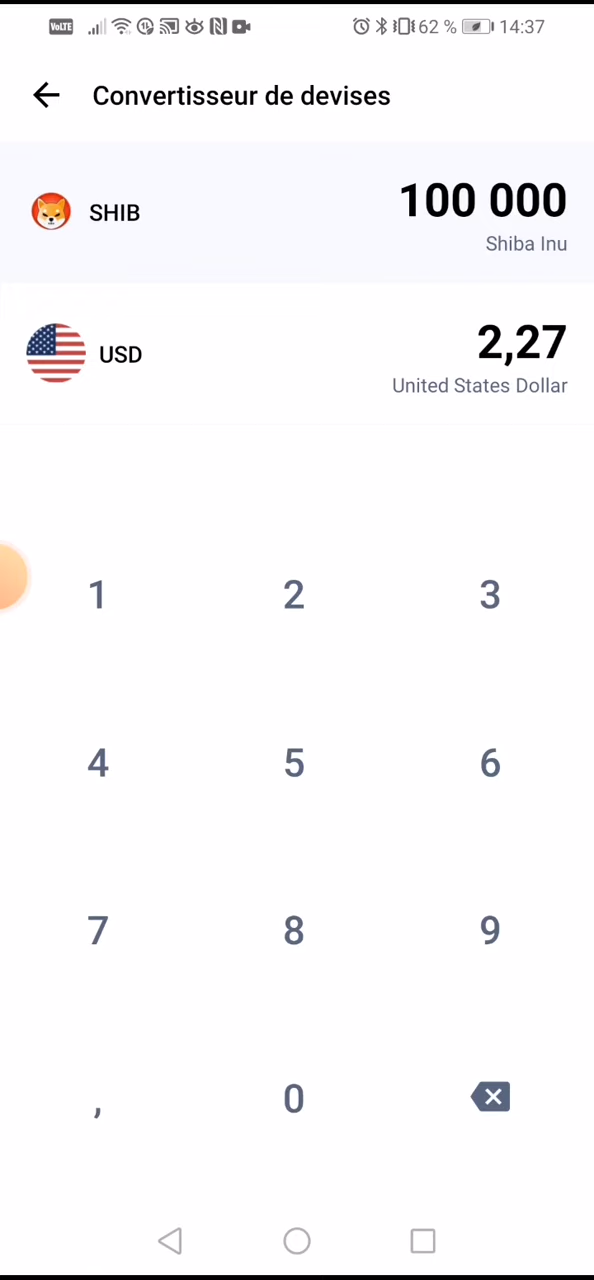 VoLTE 62 % 14:37
Convertisseur de devises
SHIB 100 000
Shiba Inu
USD 2,27
United States Dollar
1 2 3
4 5 6
7 8 9
, 0